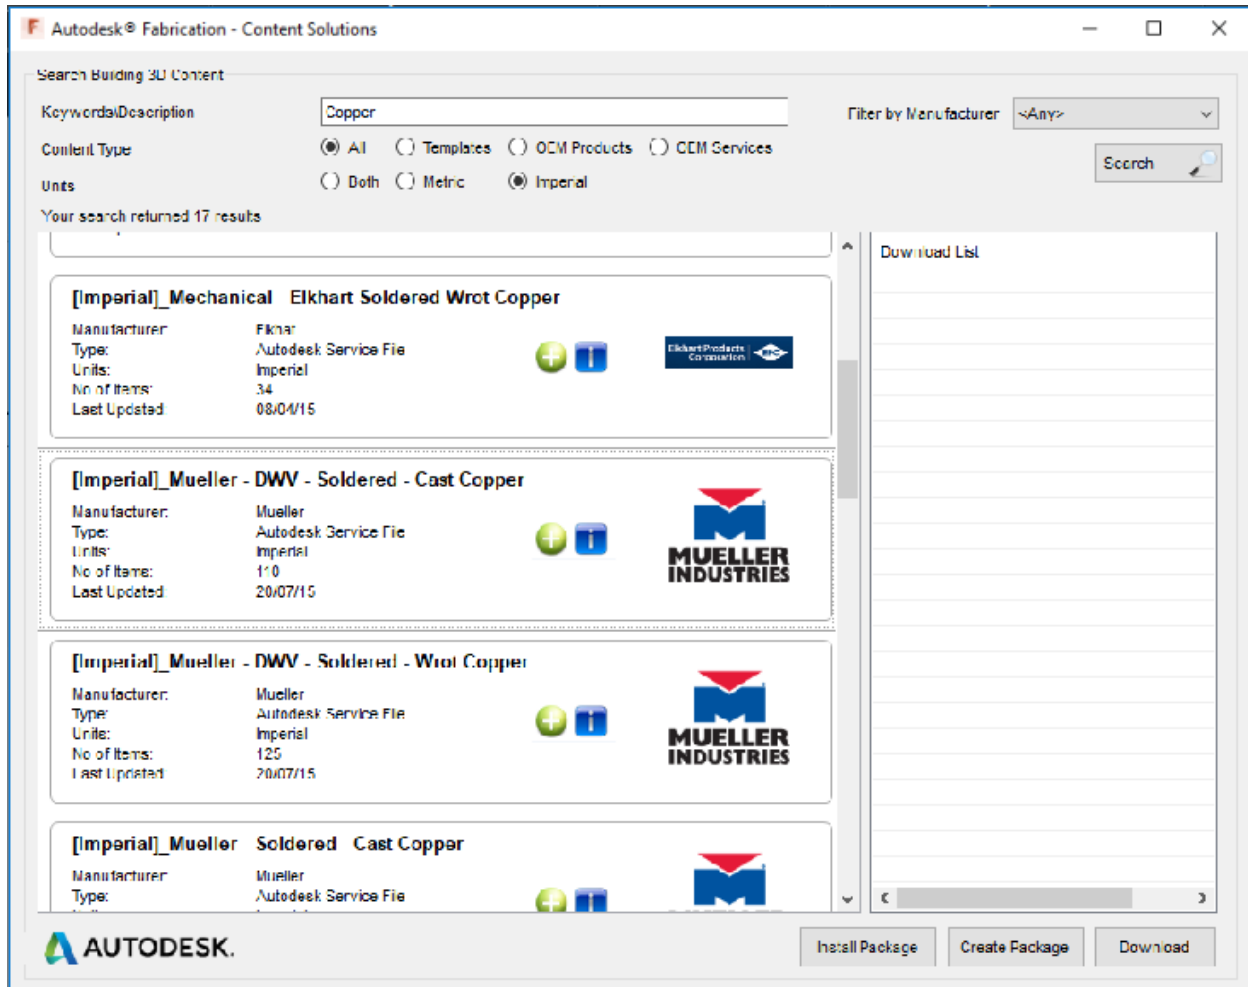 Autodesk® Fabrication - Content Solutions
Search Building 3D Content
Keywords\Description Copper Filter by Manufacturer <Any>
Content Type All Templates OEM Products OEM Services
Search
Units Both Metric Imperial
Your search returned 17 results
Download List
[Imperial]_Mechanical Elkhart Soldered Wrot Copper
Manufacturer: Elkhar
Type: Autodesk Service File
Units: Imperial
No of Items: 34
Last Updated 08/04/15
Elkhart Products
Corporation
EPC
[Imperial]_Mueller - DWV - Soldered - Cast Copper
Manufacturer: Mueller
Type: Autodesk Service File
Units: Imperial
No of Items: 110
Last Updated 20/07/15
MUELLER
INDUSTRIES
[Imperial]_Mueller - DWV - Soldered - Wrot Copper
Manufacturer: Mueller
Type: Autodesk Service File
Units: Imperial
No of Items: 125
Last Updated 20/07/15
MUELLER
INDUSTRIES
[Imperial]_Mueller Soldered Cast Copper
Manufacturer: Mueller
Type: Autodesk Service File
AUTODESK.
Install Package Create Package Download